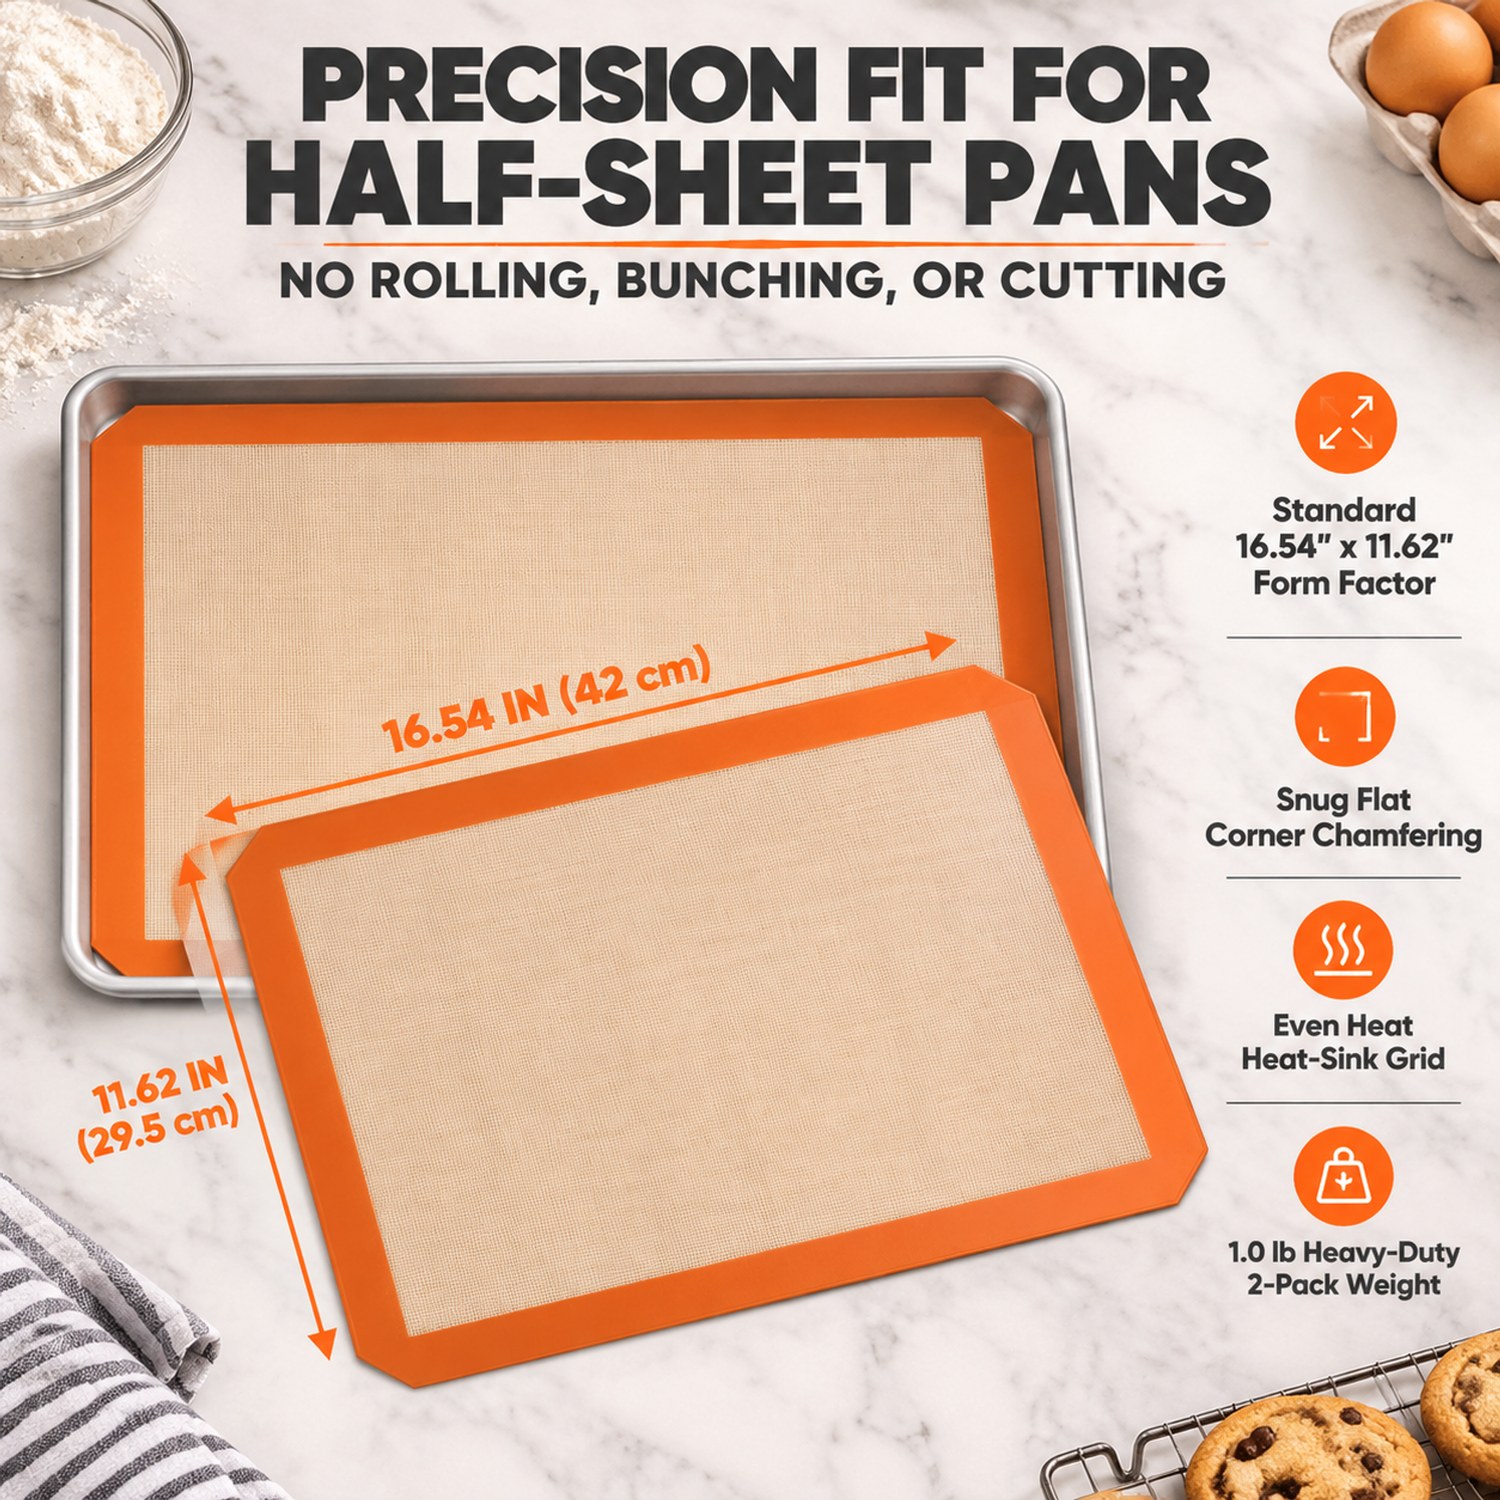 PRECISION FIT FOR
HALF-SHEET PANS
NO ROLLING, BUNCHING, OR CUTTING
16.54 IN (42 cm)
11.62 IN
(29.5 cm)
Standard
16.54" x 11.62"
Form Factor
Snug Flat
Corner Chamfering
Even Heat
Heat-Sink Grid
1.0 lb Heavy-Duty
2-Pack Weight